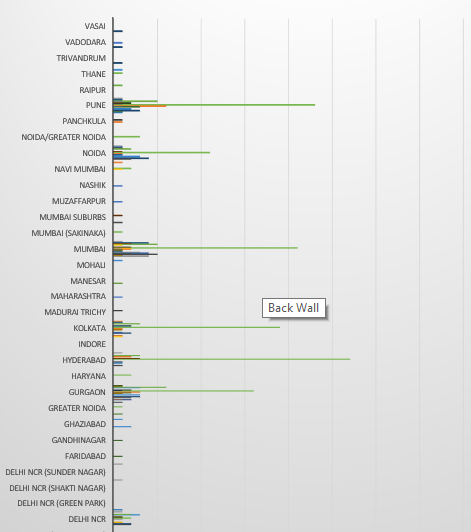 VASAI
VADODARA
TRIVANDRUM
THANE
RAIPUR
PUNE
PANCHKULA
NOIDA/GREATER NOIDA
NOIDA
NAVI MUMBAI
NASHIK
MUZAFFARPUR
MUMBAI SUBURBS
MUMBAI (SAKINAKA)
MUMBAI
MOHALI
MANESAR
MAHARASHTRA
Back Wall
MADURAI TRICHY
KOLKATA
INDORE
HYDERABAD
HARYANA
GURGAON
GREATER NOIDA
GHAZIABAD
GANDHINAGAR
FARIDABAD
DELHI NCR (SUNDER NAGAR)
DELHI NCR (SHAKTI NAGAR)
DELHI NCR (GREEN PARK)
DELHI NCR